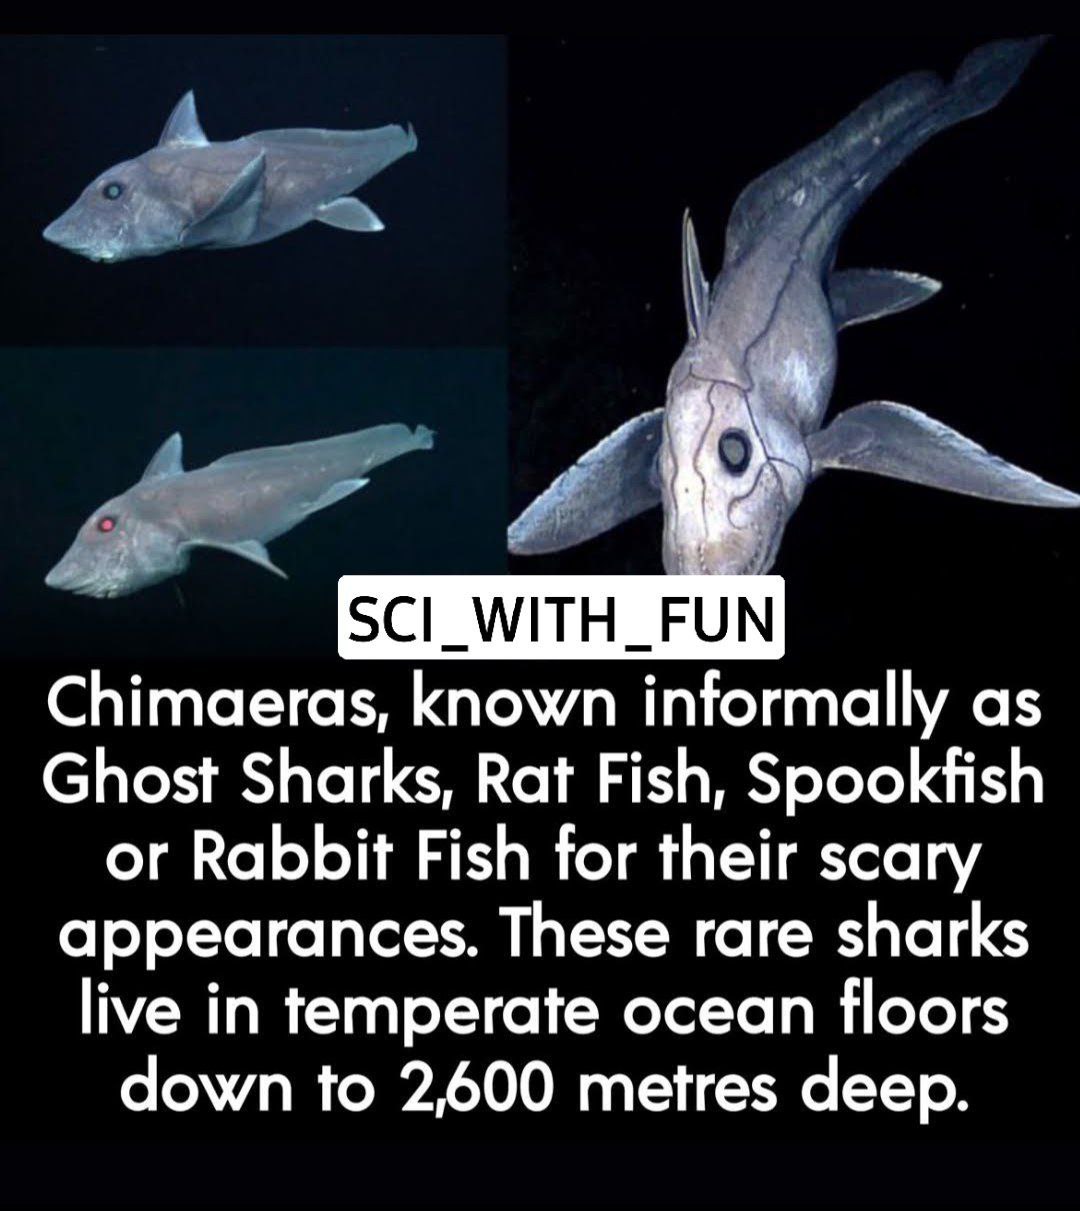 SCI_WITH_FUN
Chimaeras, known informally as
Ghost Sharks, Rat Fish, Spookfish
or Rabbit Fish for their scary
appearances. These rare sharks
live in temperate ocean floors
down to 2,600 metres deep.